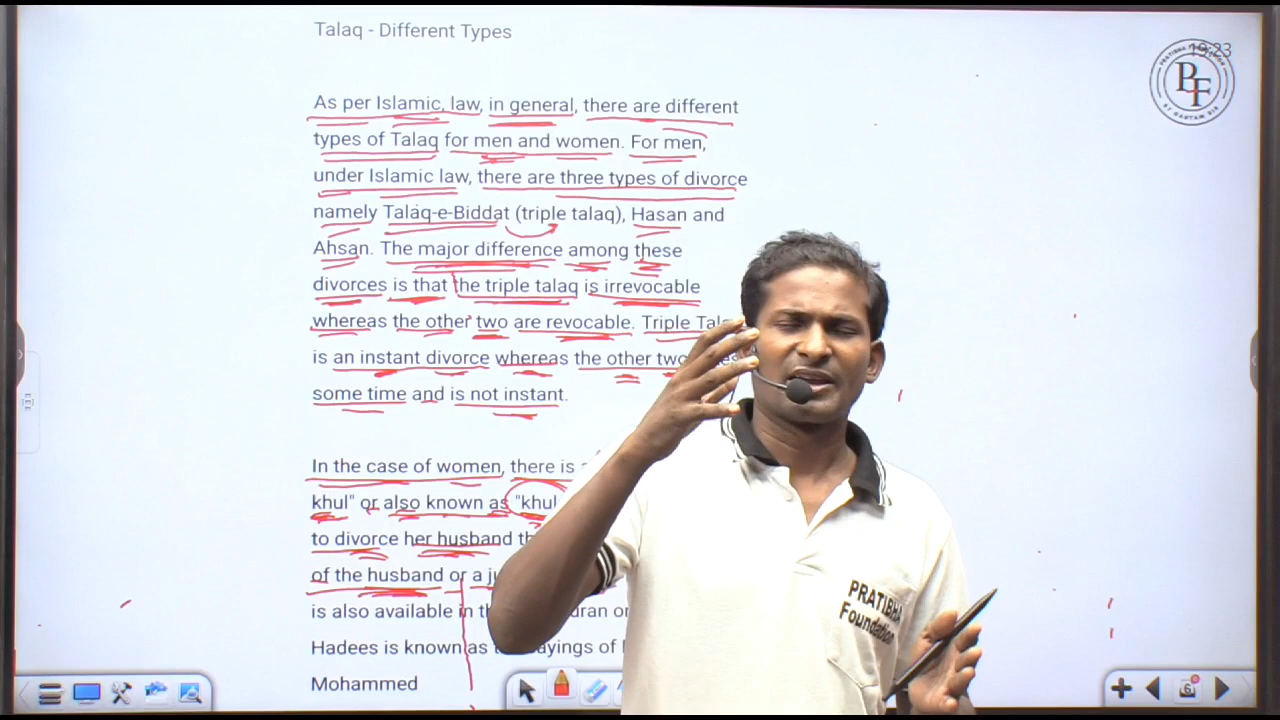 Talaq - Different Types
19:23
PF
As per Islamic, law, in general, there are different
types of Talaq for men and women. For men,
under Islamic law, there are three types of divorce
namely Talaq-e-Biddat (triple talaq), Hasan and
Ahsan. The major difference among these
divorces is that the triple talaq is irrevocable
whereas the other two are revocable. Triple
is an instant divorce whereas the other two
some time and is not instant.
In the case of women, there is
khul" or also known as "khul
to divorce her husband
of the husband or a
is also available in
Hadees is known as sayings of
Mohammed
PRATIBHA
Foundation